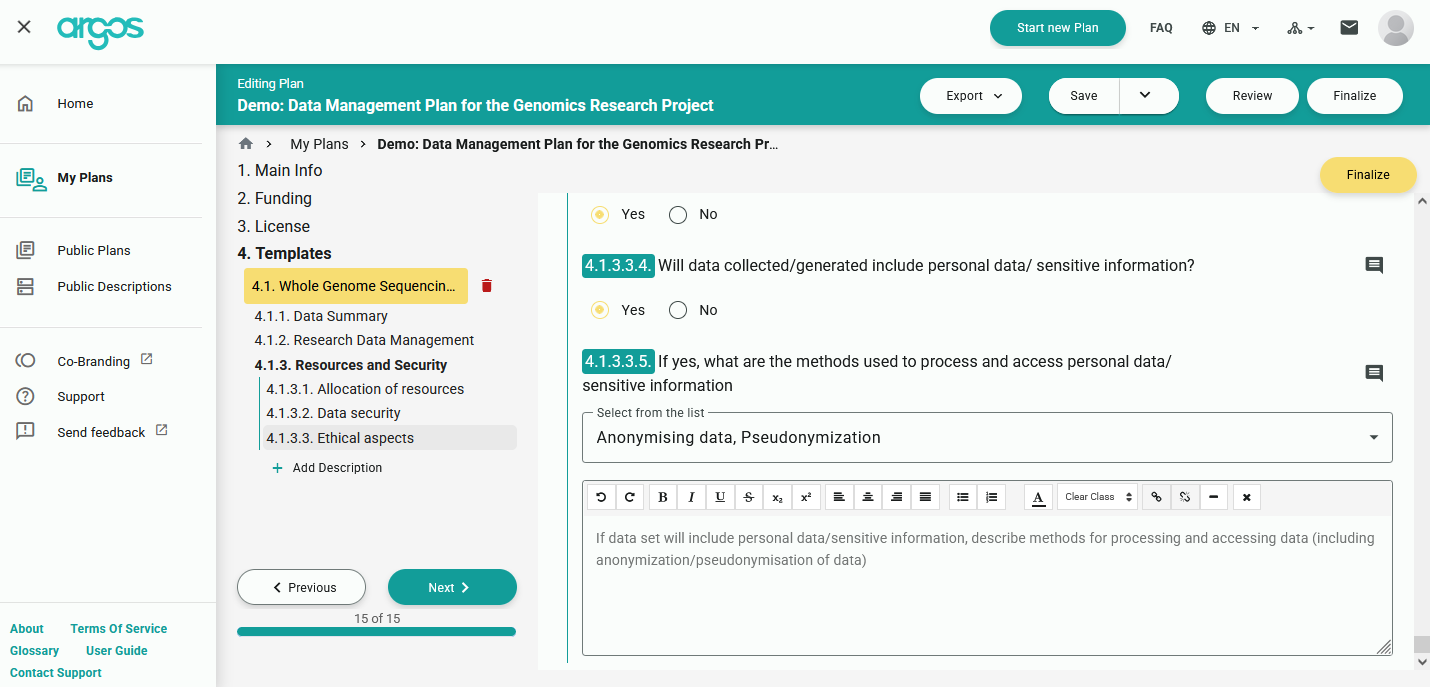 argos
Start new Plan
FAQ
EN
Home
My Plans
Public Plans
Public Descriptions
Co-Branding
Support
Send feedback
About
Terms Of Service
Glossary
User Guide
Contact Support
Editing Plan
Demo: Data Management Plan for the Genomics Research Project
Export
Save
Review
Finalize
My Plans
Demo: Data Management Plan for the Genomics Research Pr...
Finalize
1. Main Info
2. Funding
3. License
4. Templates
4.1. Whole Genome Sequencin...
4.1.1. Data Summary
4.1.2. Research Data Management
4.1.3. Resources and Security
4.1.3.1. Allocation of resources
4.1.3.2. Data security
4.1.3.3. Ethical aspects
+ Add Description
Previous
Next
15 of 15
Yes
No
4.1.3.3.4. Will data collected/generated include personal data/ sensitive information?
Yes
No
4.1.3.3.5. If yes, what are the methods used to process and access personal data/
sensitive information
Select from the list
Anonymising data, Pseudonymization
B I U S x₂ x² A Clear Class
If data set will include personal data/sensitive information, describe methods for processing and accessing data (including
anonymization/pseudonymisation of data)